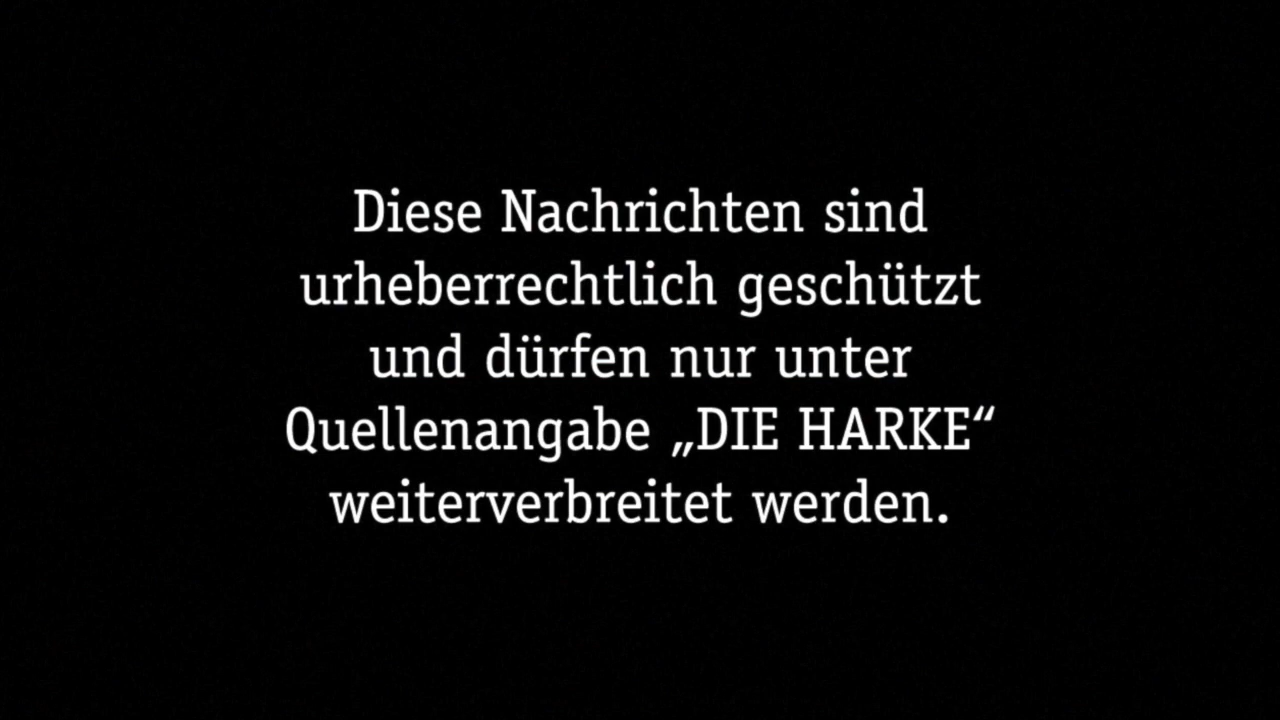 Diese Nachrichten sind
urheberrechtlich geschützt
und dürfen nur unter
Quellenangabe „DIE HARKE“
weiterverbreitet werden.